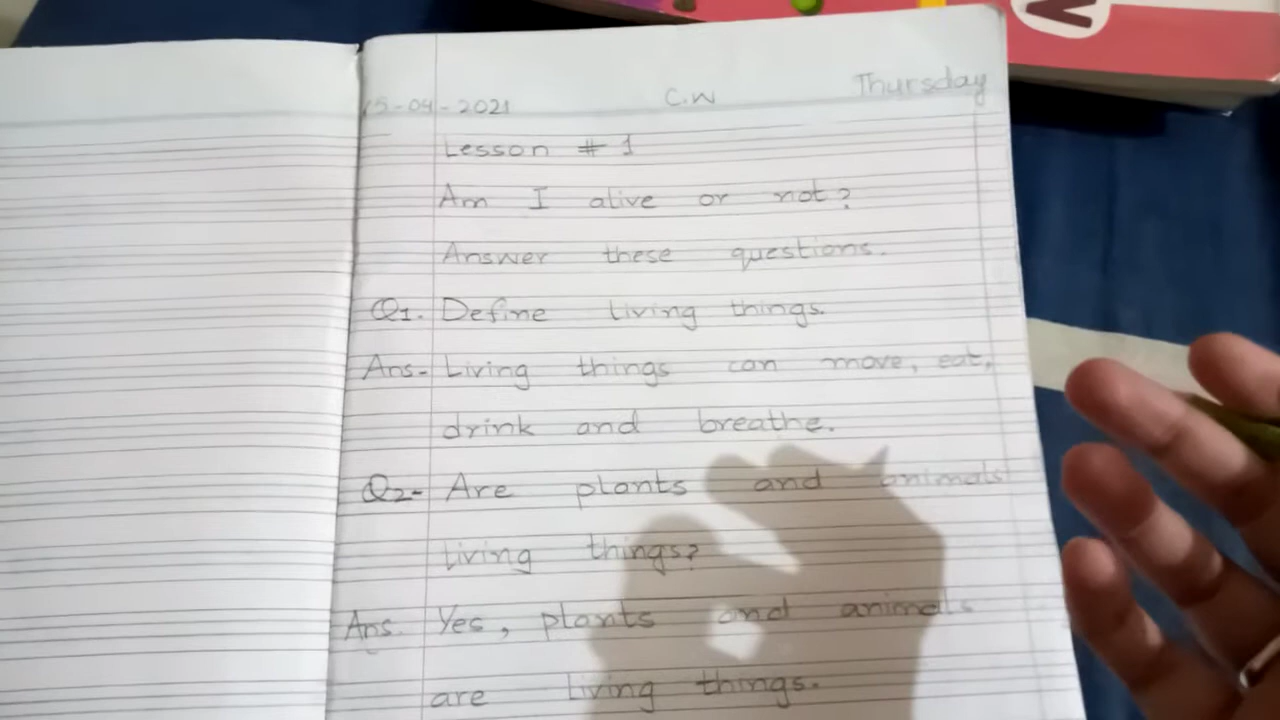 15-04-2021 C.W Thursday
Lesson # 1
Am I alive or not?
Answer these questions.
Q1. Define living things.
Ans- Living things can move, eat,
drink and breathe.
Q2- Are plants and animals
living things?
Ans. Yes, plants and animals
are living things.